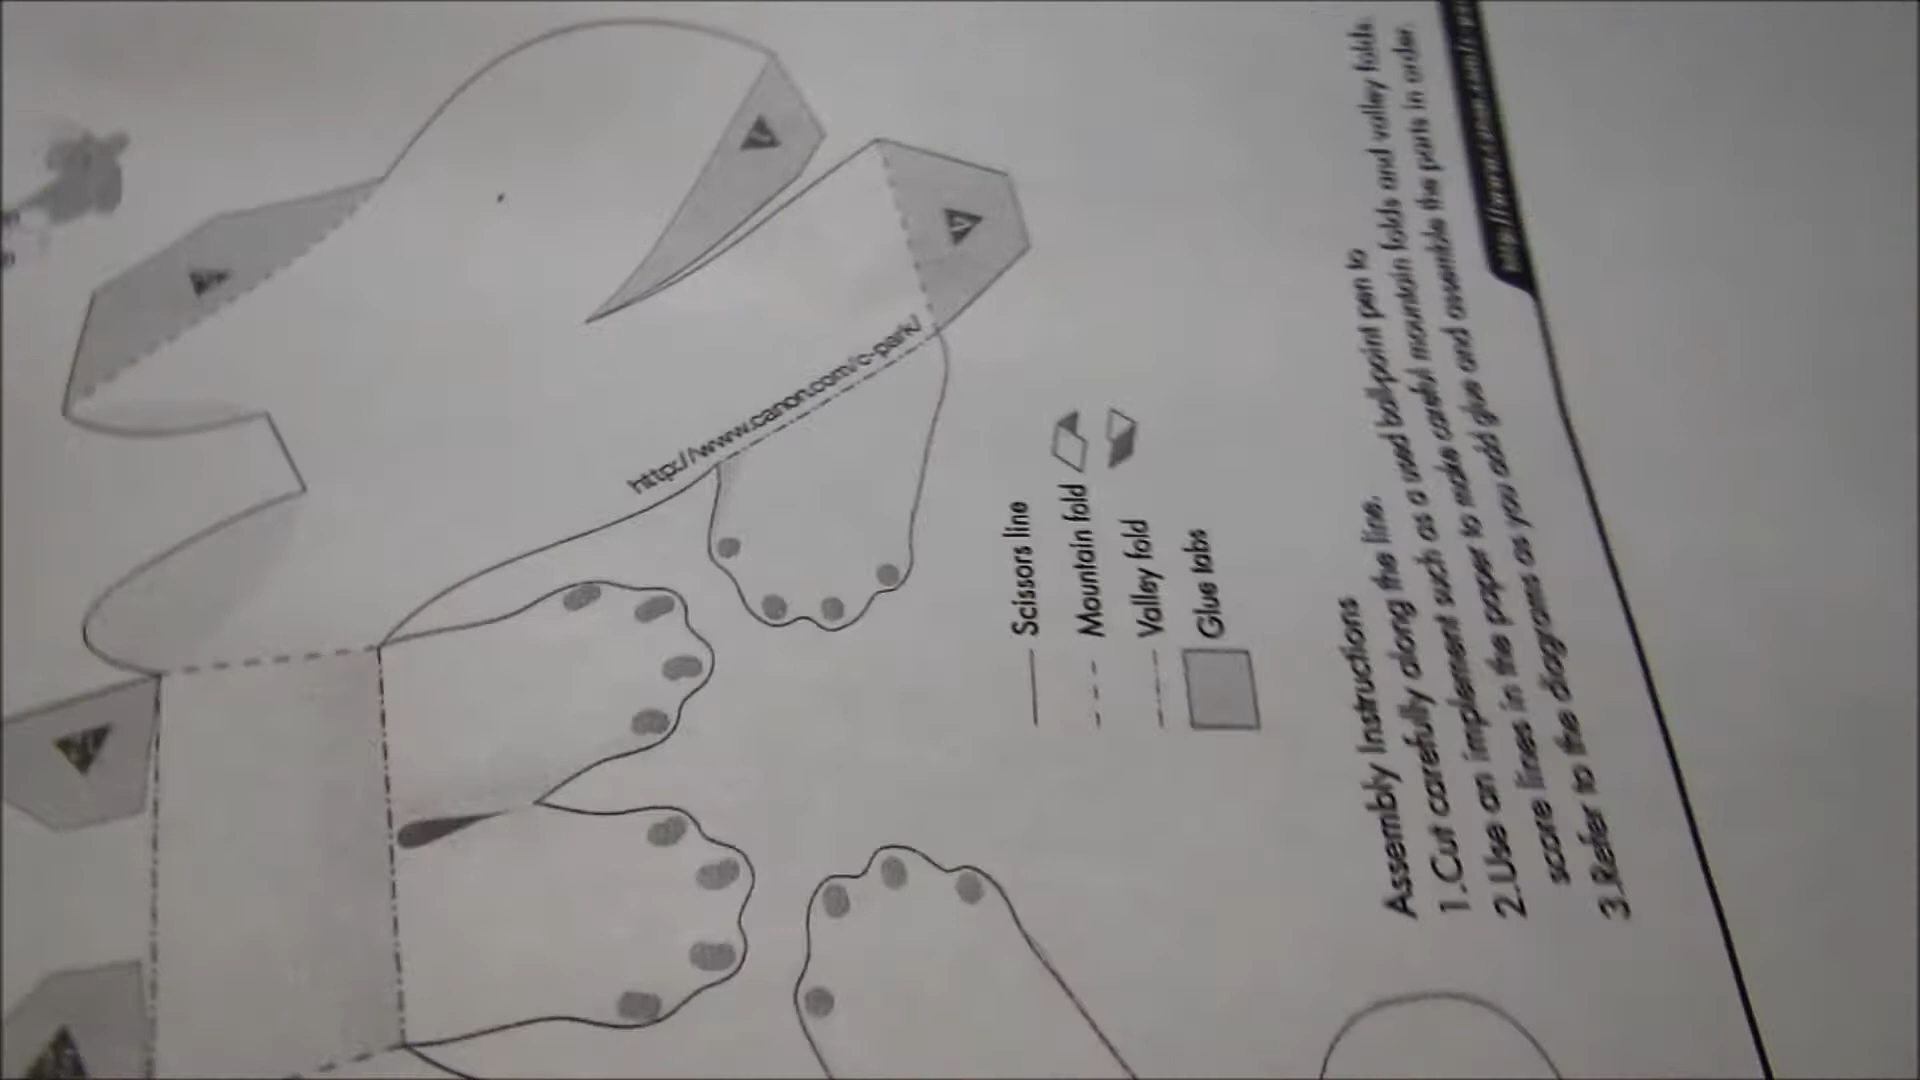 http://www.canon.com/c-park/
Scissors line
Mountain fold
Valley fold
Glue tabs
Assembly Instructions
1.Cut carefully along the line.
2.Use an implement such as a used ball-point pen to
score lines in the paper to make careful mountain folds and valley folds.
3.Refer to the diagrams as you add glue and assemble the parts in order.